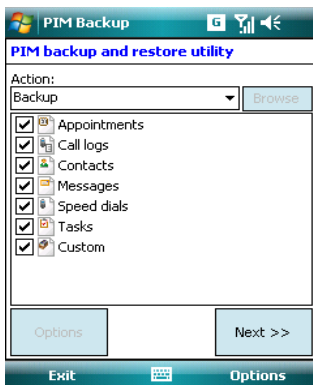 PIM Backup G
PIM backup and restore utility
Action:
Backup Browse
Appointments
Call logs
Contacts
Messages
Speed dials
Tasks
Custom
Options Next >>
Exit Options